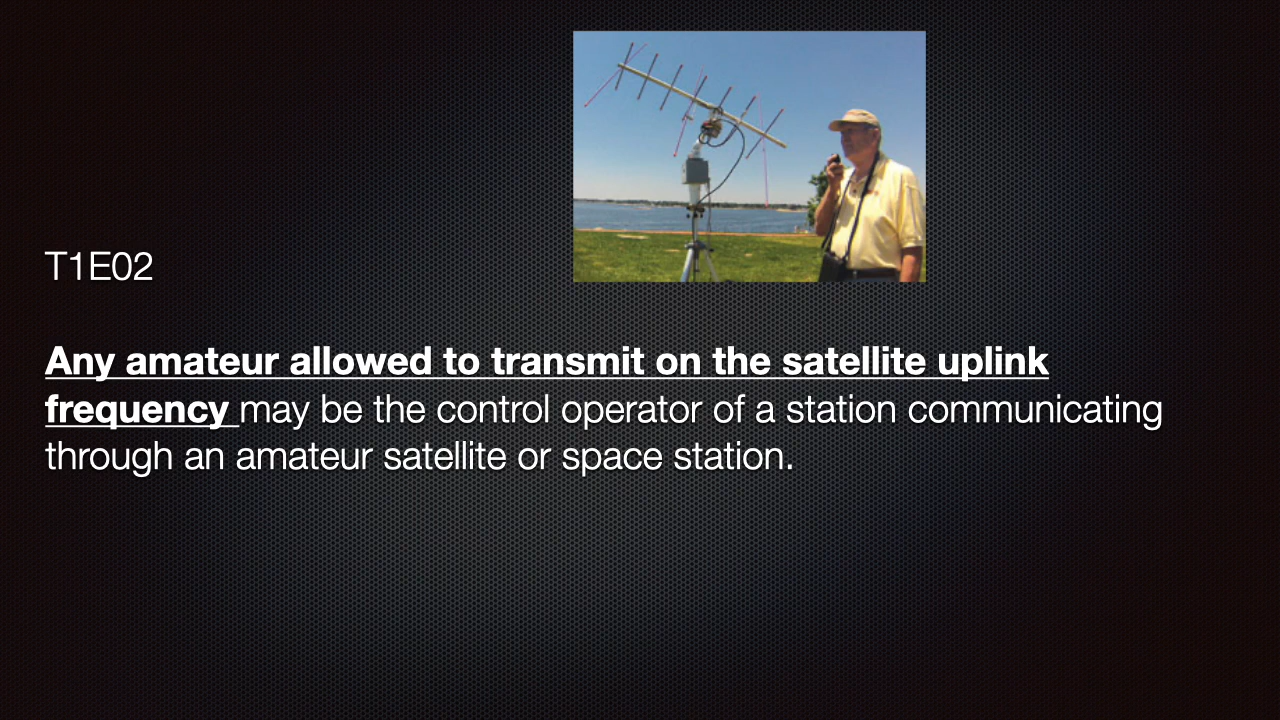 T1E02
Any amateur allowed to transmit on the satellite uplink
frequency may be the control operator of a station communicating
through an amateur satellite or space station.